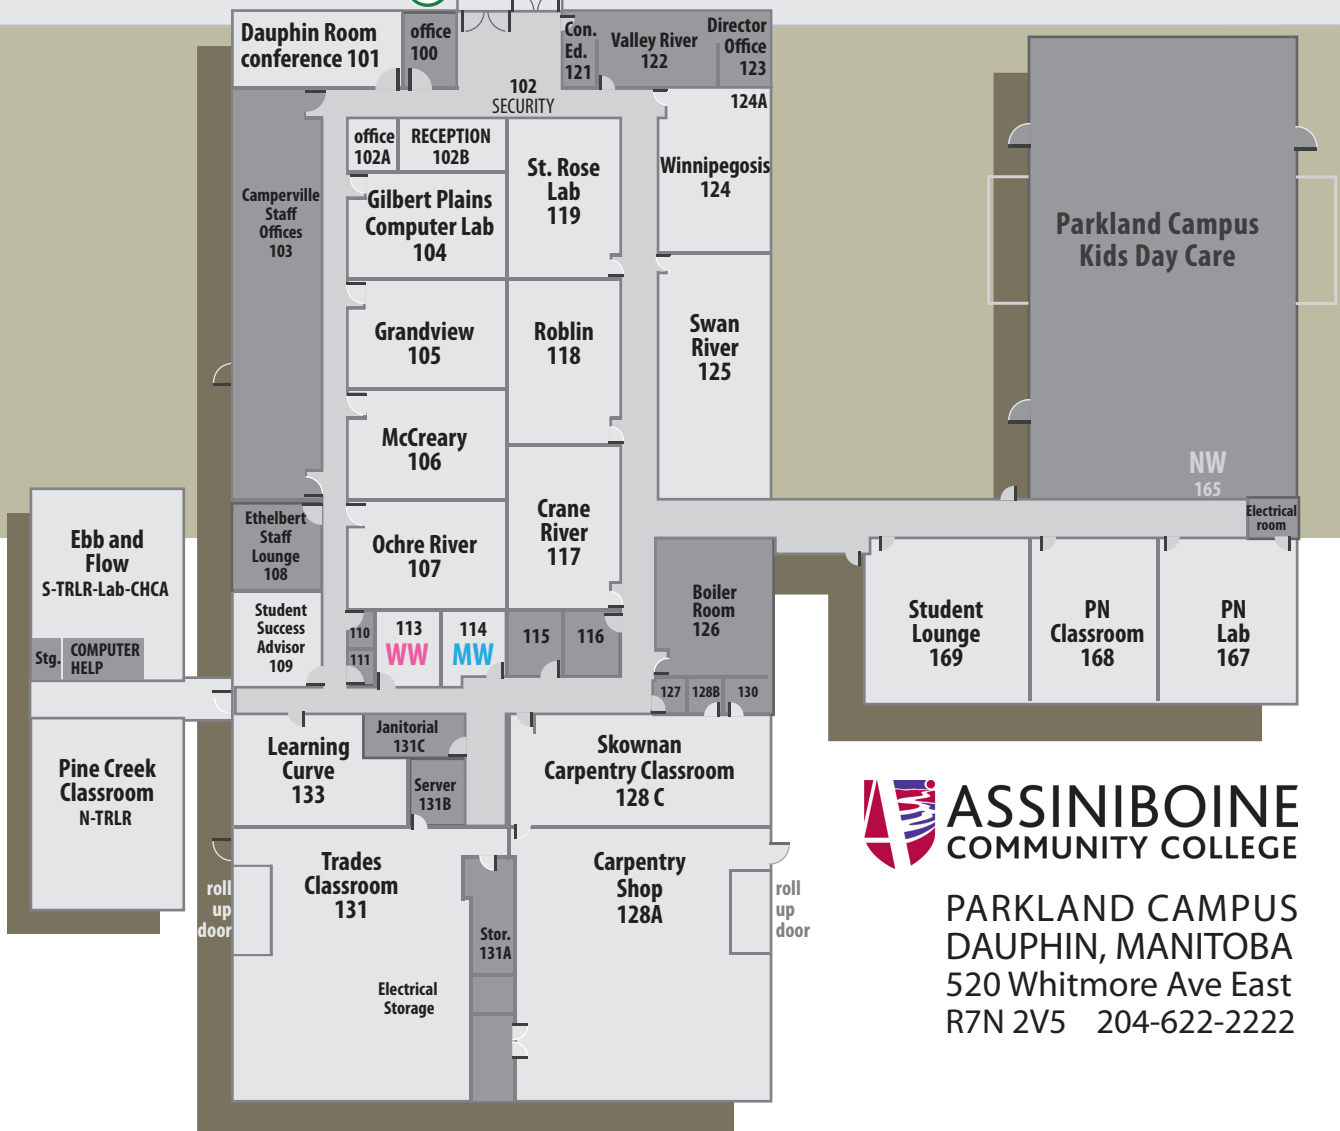 Dauphin Room
conference 101
office
100
102
SECURITY
Con.
Ed.
121
Valley River
122
Director
Office
123
124A
Winnipegosis
124
office
102A
RECEPTION
102B
St. Rose
Lab
119
Camperville
Staff
Offices
103
Gilbert Plains
Computer Lab
104
Parkland Campus
Kids Day Care
Grandview
105
Roblin
118
Swan
River
125
McCreary
106
NW
165
Electrical
room
Ethelbert
Staff
Lounge
108
Ochre River
107
Crane
River
117
Ebb and
Flow
S-TRLR-Lab-CHCA
Stg.
COMPUTER
HELP
Student
Success
Advisor
109
110
111
113
WW
114
MW
115
116
Boiler
Room
126
127
128B
130
Student
Lounge
169
PN
Classroom
168
PN
Lab
167
Pine Creek
Classroom
N-TRLR
Learning
Curve
133
Janitorial
131C
Server
131B
Skownan
Carpentry Classroom
128 C
Trades
Classroom
131
Carpentry
Shop
128A
roll
up
door
roll
up
door
Stor.
131A
Electrical
Storage
ASSINIBOINE
COMMUNITY COLLEGE
PARKLAND CAMPUS
DAUPHIN, MANITOBA
520 Whitmore Ave East
R7N 2V5 204-622-2222